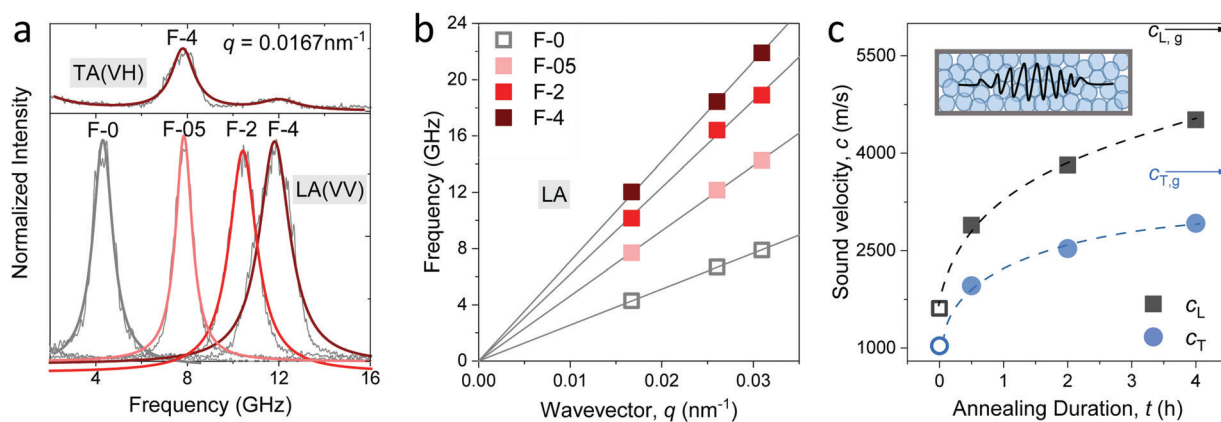 a
F-4
q = 0.0167nm⁻¹
TA(VH)
F-0
F-05
F-2
F-4
LA(VV)
Normalized Intensity
4
8
12
16
Frequency (GHz)
b
24
20
16
12
8
4
0
F-0
F-05
F-2
F-4
LA
Frequency (GHz)
0.00
0.01
0.02
0.03
Wavevector, q (nm⁻¹)
c
5500
4000
2500
1000
c_L, g
c_T,g
c_L
c_T
Sound velocity, c (m/s)
0
1
2
3
4
Annealing Duration, t (h)